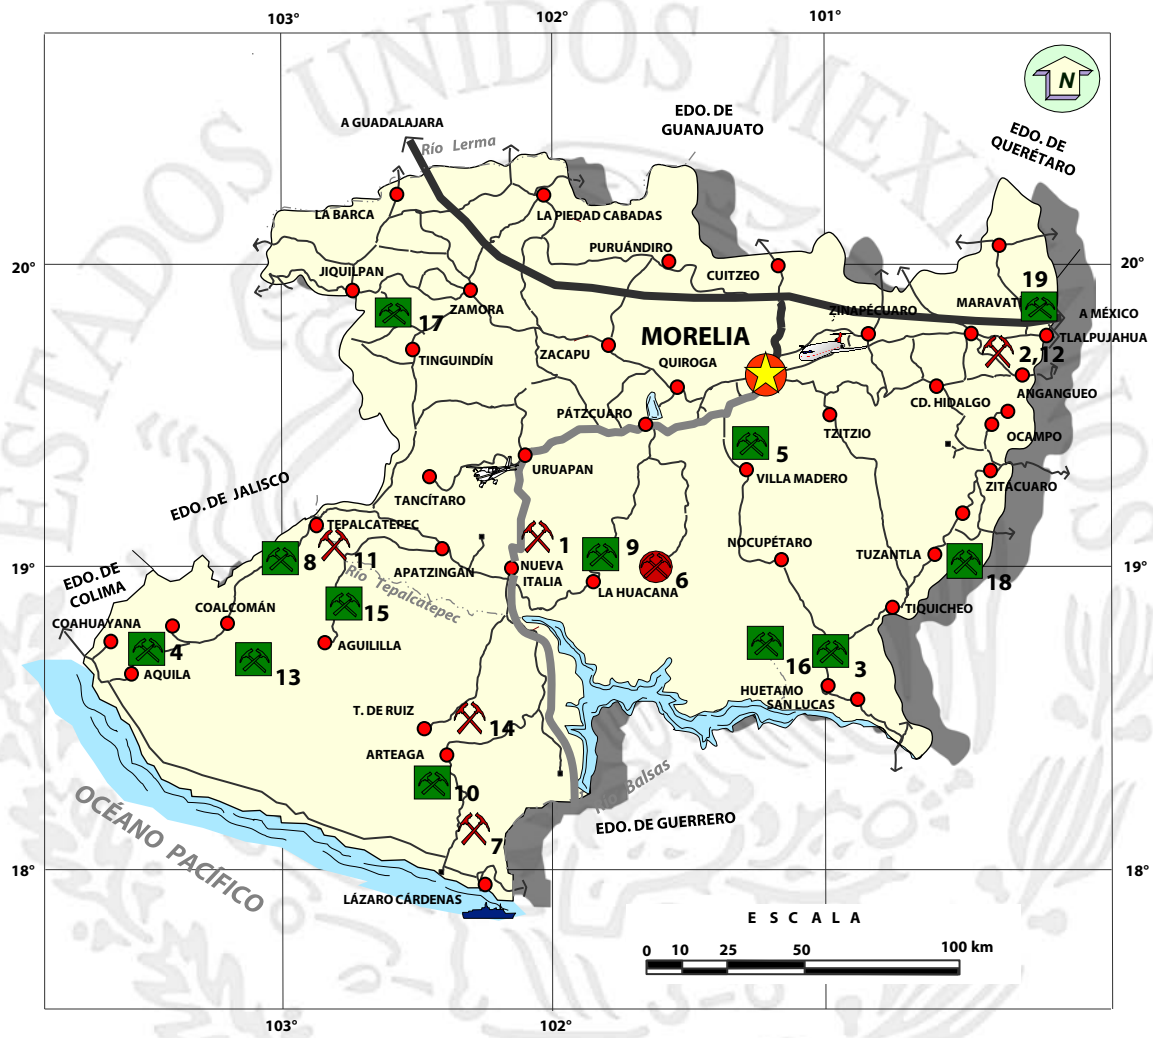 103°
102°
101°
ESTADOS UNIDOS MEXICANOS
N
EDO. DE
GUANAJUATO
EDO. DE
QUERÉTARO
A GUADALAJARA
Río Lerma
LA BARCA
LA PIEDAD CABADAS
PURUÁNDIRO
CUITZEO
20°
20°
JIQUILPAN
ZAMORA
17
TINGUINDÍN
ZACAPU
MORELIA
QUIROGA
ZINAPÉCUARO
MARAVATI
19
A MÉXICO
TLALPUJAHUA
2,12
ANGANGUEO
CD. HIDALGO
OCAMPO
PÁTZCUARO
TZITZIO
5
VILLA MADERO
ZITÁCUARO
URUAPAN
TANCÍTARO
EDO. DE JALISCO
TEPALCATEPEC
8
11
APATZINGAN
1
NUEVA
ITALIA
9
6
LA HUACANA
NOCUPÉTARO
TUZANTLA
18
19°
19°
EDO. DE
COLIMA
Río Tepalcatepec
COALCOMÁN
COAHUAYANA
15
TIQUICHEO
4
AQUILA
13
AGUILILLA
16
3
HUETAMO
SAN LUCAS
T. DE RUIZ
14
ARTEAGA
10
Río Balsas
7
EDO. DE GUERRERO
OCÉANO PACÍFICO
18°
18°
LÁZARO CÁRDENAS
E S C A L A
0 10 25 50 100 km
103°
102°